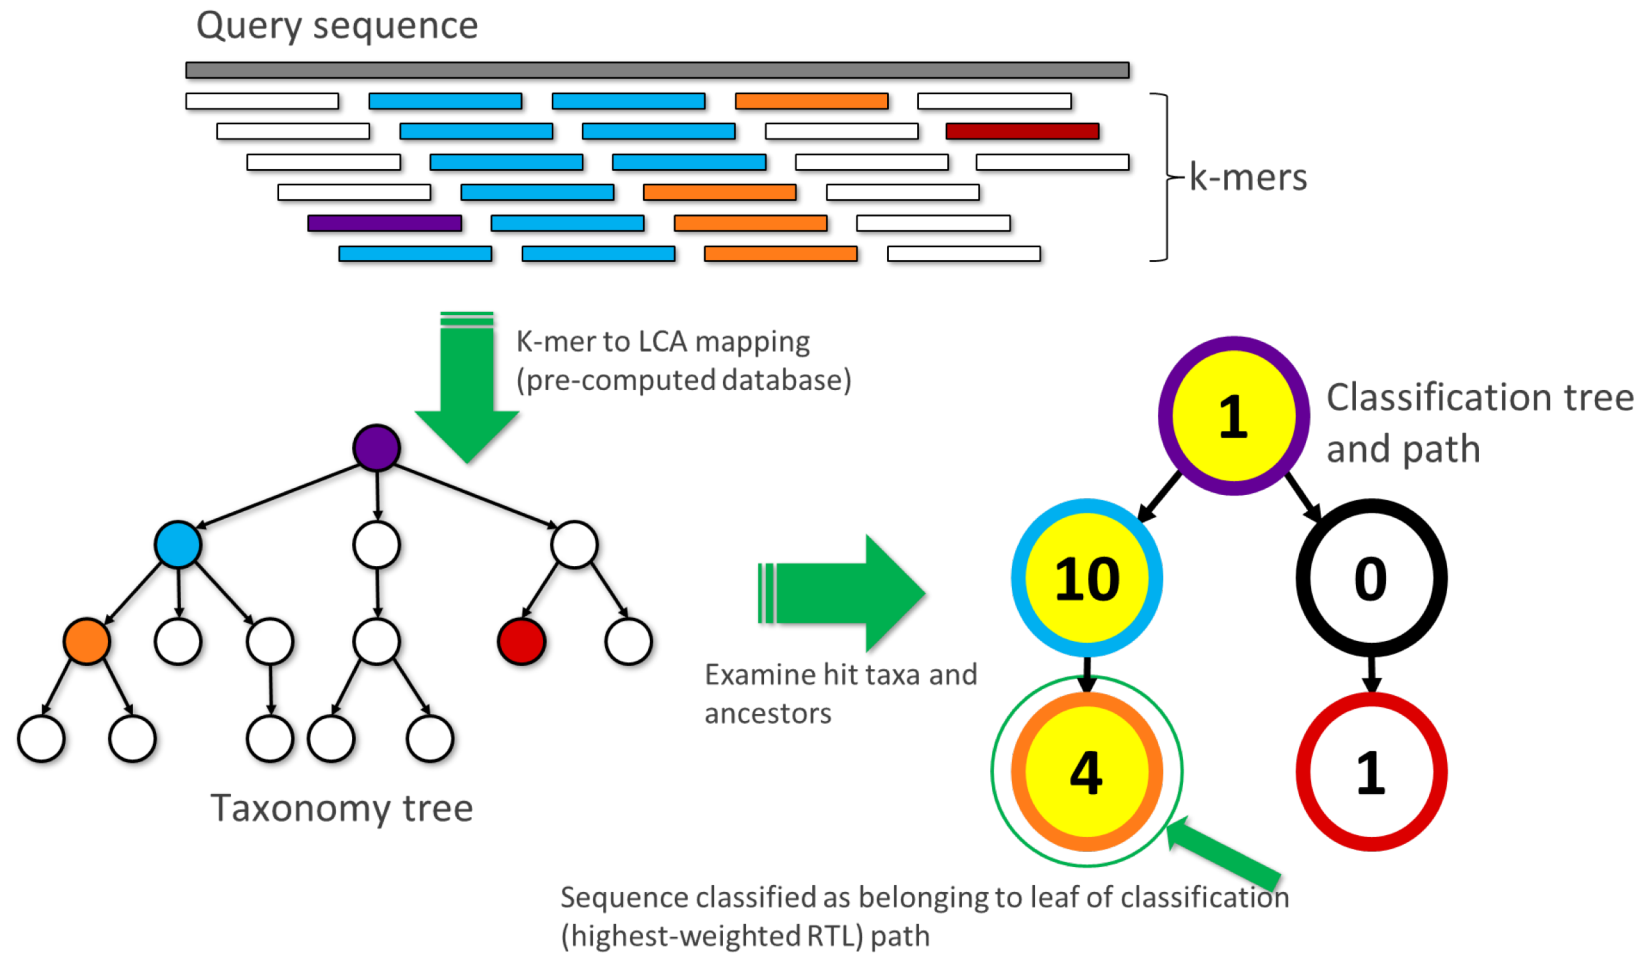 Query sequence
k-mers
K-mer to LCA mapping
(pre-computed database)
Classification tree
and path
1
10
0
4
1
Examine hit taxa and
ancestors
Taxonomy tree
Sequence classified as belonging to leaf of classification
(highest-weighted RTL) path